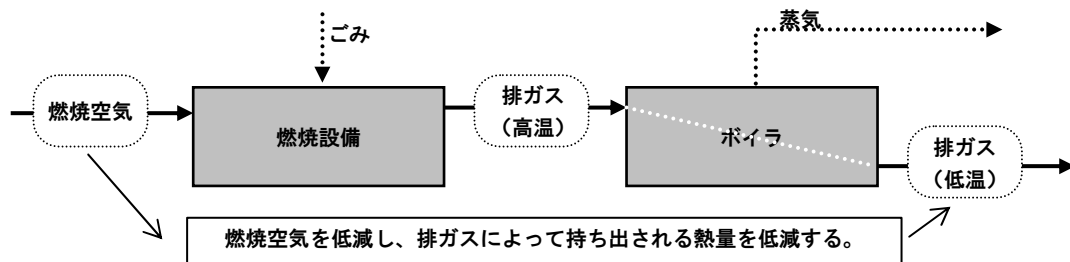 ごみ
蒸気
燃焼空気
燃焼設備
排ガス
（高温）
ボイラ
排ガス
（低温）
燃焼空気を低減し、排ガスによって持ち出される熱量を低減する。